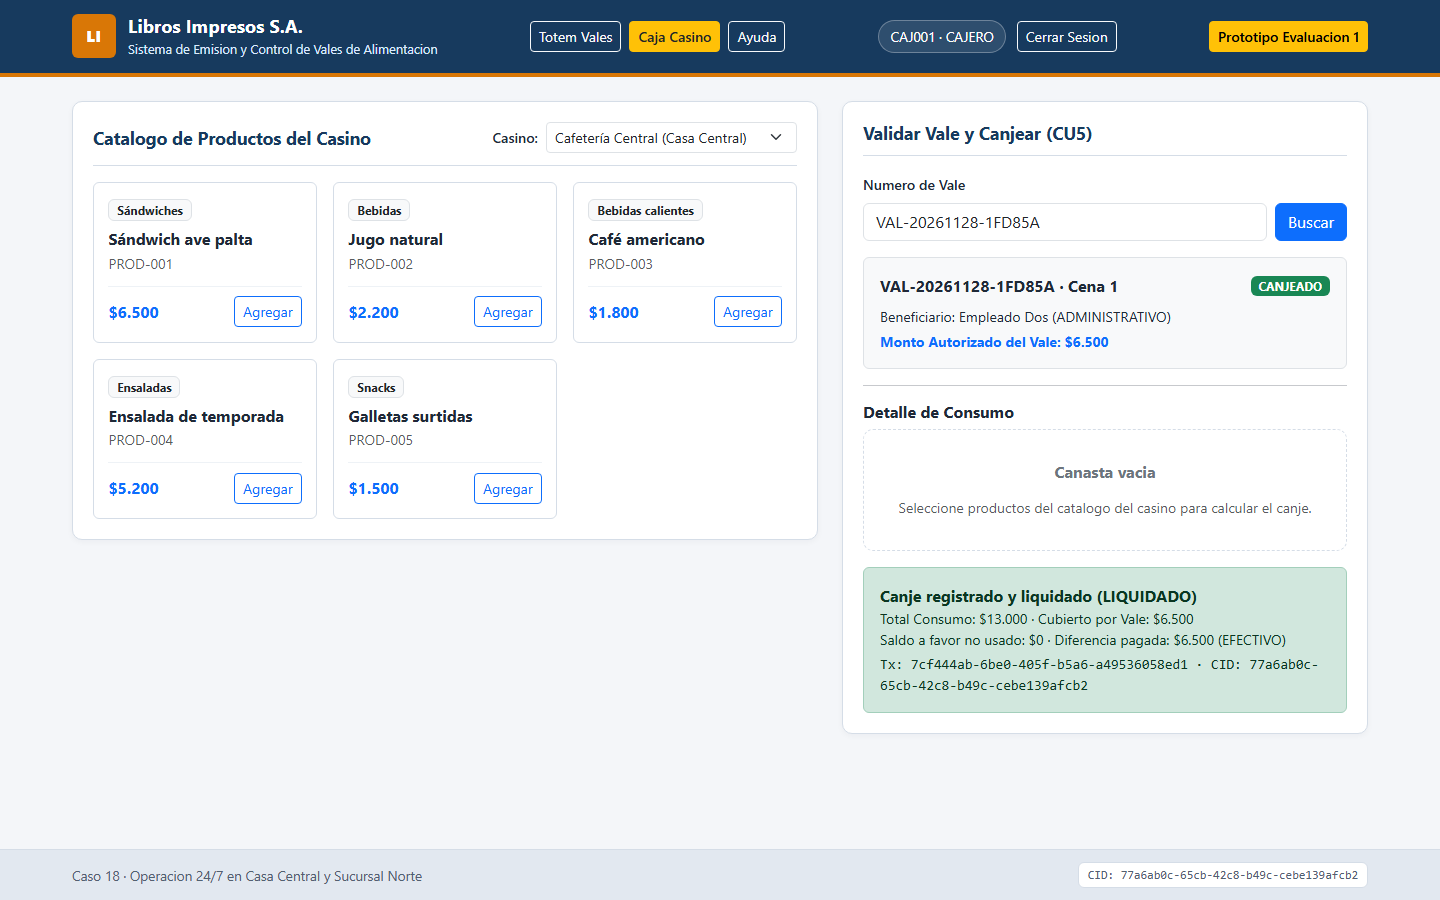 LI
Libros Impresos S.A.
Sistema de Emision y Control de Vales de Alimentacion
Totem Vales
Caja Casino
Ayuda
CAJ001 · CAJERO
Cerrar Sesion
Prototipo Evaluacion 1
Catalogo de Productos del Casino
Casino:
Cafetería Central (Casa Central)
Sándwiches
Sándwich ave palta
PROD-001
$6.500
Agregar
Bebidas
Jugo natural
PROD-002
$2.200
Agregar
Bebidas calientes
Café americano
PROD-003
$1.800
Agregar
Ensaladas
Ensalada de temporada
PROD-004
$5.200
Agregar
Snacks
Galletas surtidas
PROD-005
$1.500
Agregar
Validar Vale y Canjear (CU5)
Numero de Vale
VAL-20261128-1FD85A
Buscar
VAL-20261128-1FD85A · Cena 1
CANJEADO
Beneficiario: Empleado Dos (ADMINISTRATIVO)
Monto Autorizado del Vale: $6.500
Detalle de Consumo
Canasta vacia
Seleccione productos del catalogo del casino para calcular el canje.
Canje registrado y liquidado (LIQUIDADO)
Total Consumo: $13.000 · Cubierto por Vale: $6.500
Saldo a favor no usado: $0 · Diferencia pagada: $6.500 (EFECTIVO)
Tx: 7cf444ab-6be0-405f-b5a6-a49536058ed1 · CID: 77a6ab0c-
65cb-42c8-b49c-cebe139afcb2
Caso 18 · Operacion 24/7 en Casa Central y Sucursal Norte
CID: 77a6ab0c-65cb-42c8-b49c-cebe139afcb2